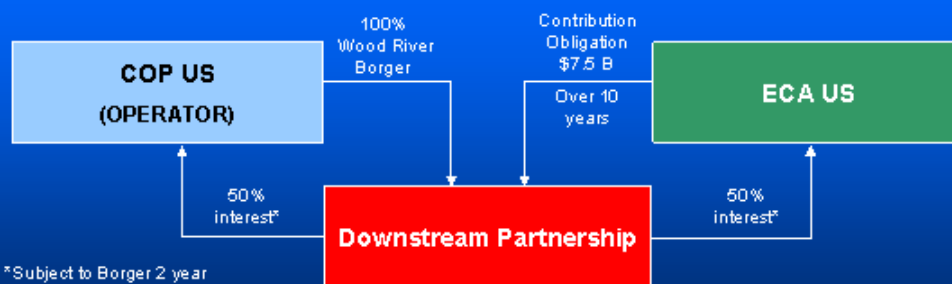 100%
Wood River
Borger
Contribution
Obligation
$7.5 B
Over 10
years
COP US
(OPERATOR)
ECA US
50%
interest*
50%
interest*
Downstream Partnership
*Subject to Borger 2 year